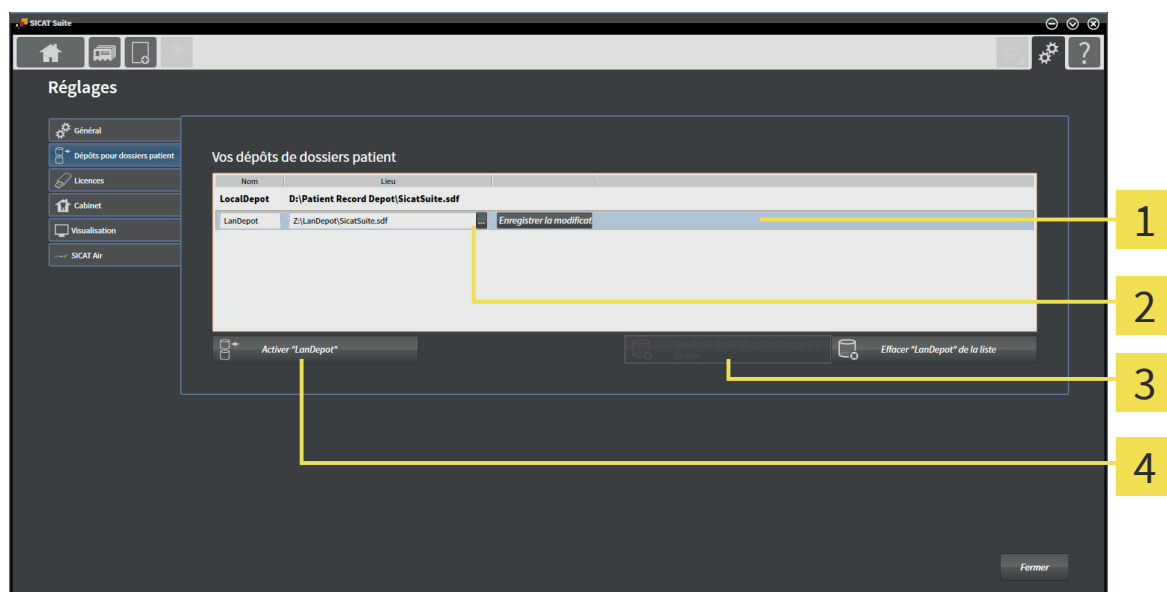 SICAT Suite
?
Réglages
Général
Dépôts pour dossiers patient
Licences
Cabinet
Visualisation
SICAT Air
Vos dépôts de dossiers patient
Nom Lieu
LocalDepot D:\Patient Record Depot\SicatSuite.sdf
LanDepot Z:\LanDepot\SicatSuite.sdf ... Enregistrer la modificat
Activer "LanDepot"
Effacer "LanDepot" de la liste
Fermer
1
2
3
4